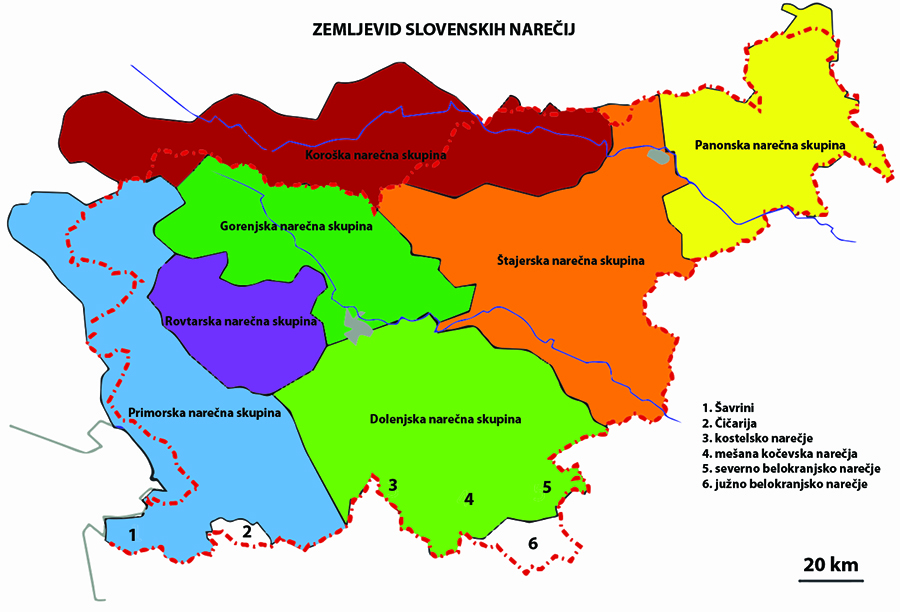 ZEMLJEVID SLOVENSKIH NAREČIJ
Panonska narečna skupina
Koroška narečna skupina
Gorenjska narečna skupina
Štajerska narečna skupina
Rovtarska narečna skupina
Primorska narečna skupina
Dolenjska narečna skupina
1. Šavrini
2. Čičarija
3. kostelsko narečje
4. mešana kočevska narečja
5. severno belokranjsko narečje
6. južno belokranjsko narečje
3
4
5
1
2
6
20 km